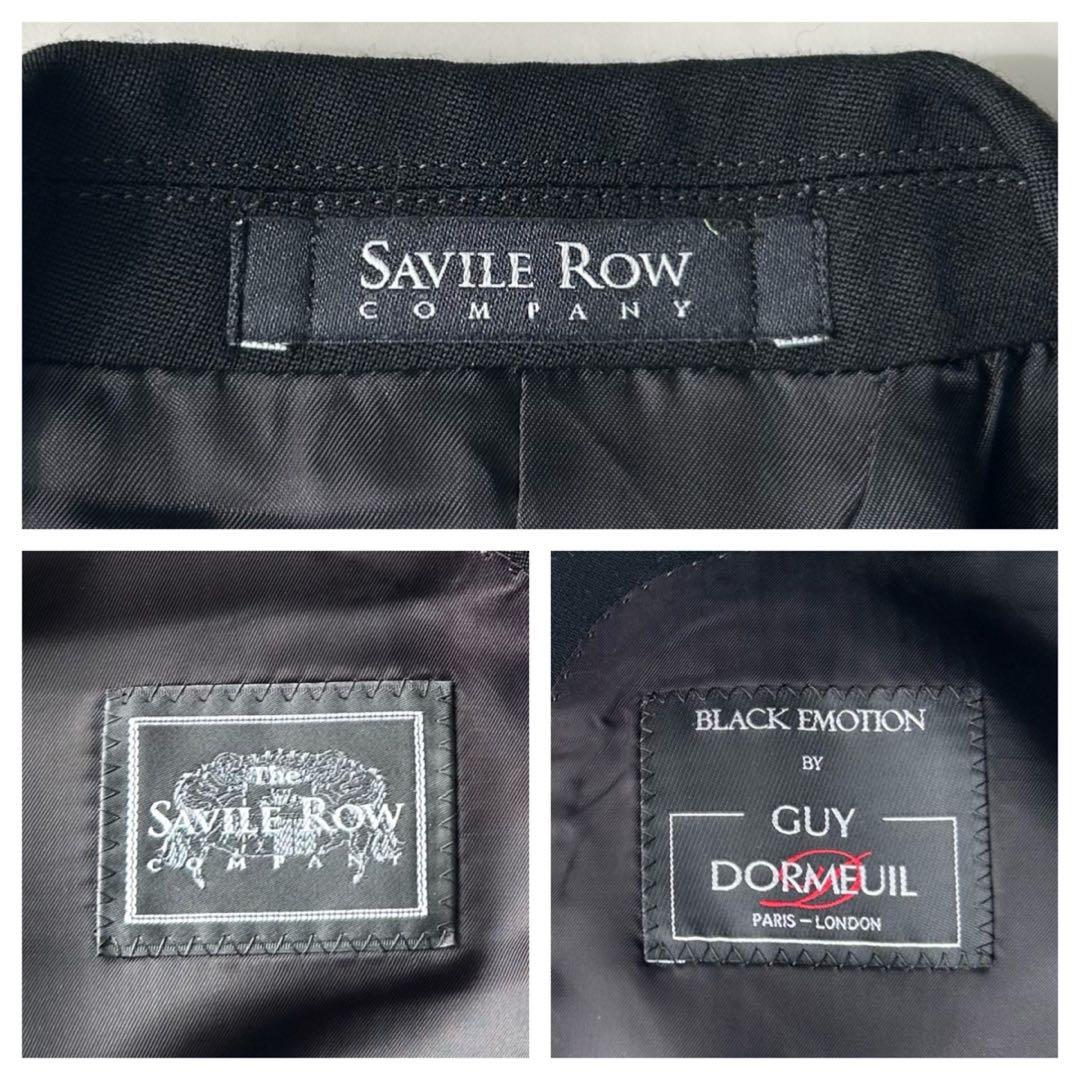 SAVILE ROW
COMPANY
The
SAVILE ROW
COMPANY
BLACK EMOTION
BY
GUY
DORMEUIL
PARIS – LONDON